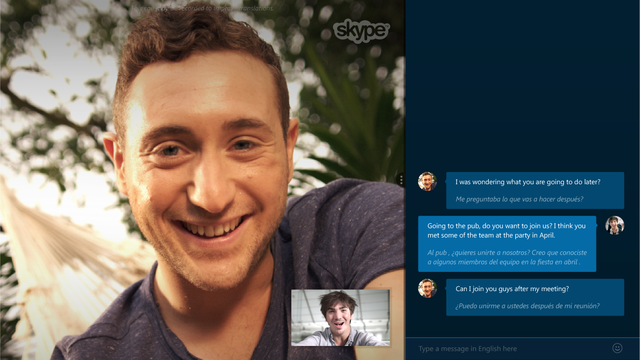 skype
I was wondering what you are going to do later?
Me preguntaba lo que vas a hacer después?
Going to the pub, do you want to join us? I think you
met some of the team at the party in April.
Al pub , ¿quieres unirte a nosotros? Creo que conociste
a algunos miembros del equipo en la fiesta en abril .
Can I join you guys after my meeting?
¿Puedo unirme a ustedes después de mi reunión?
Type a message in English here